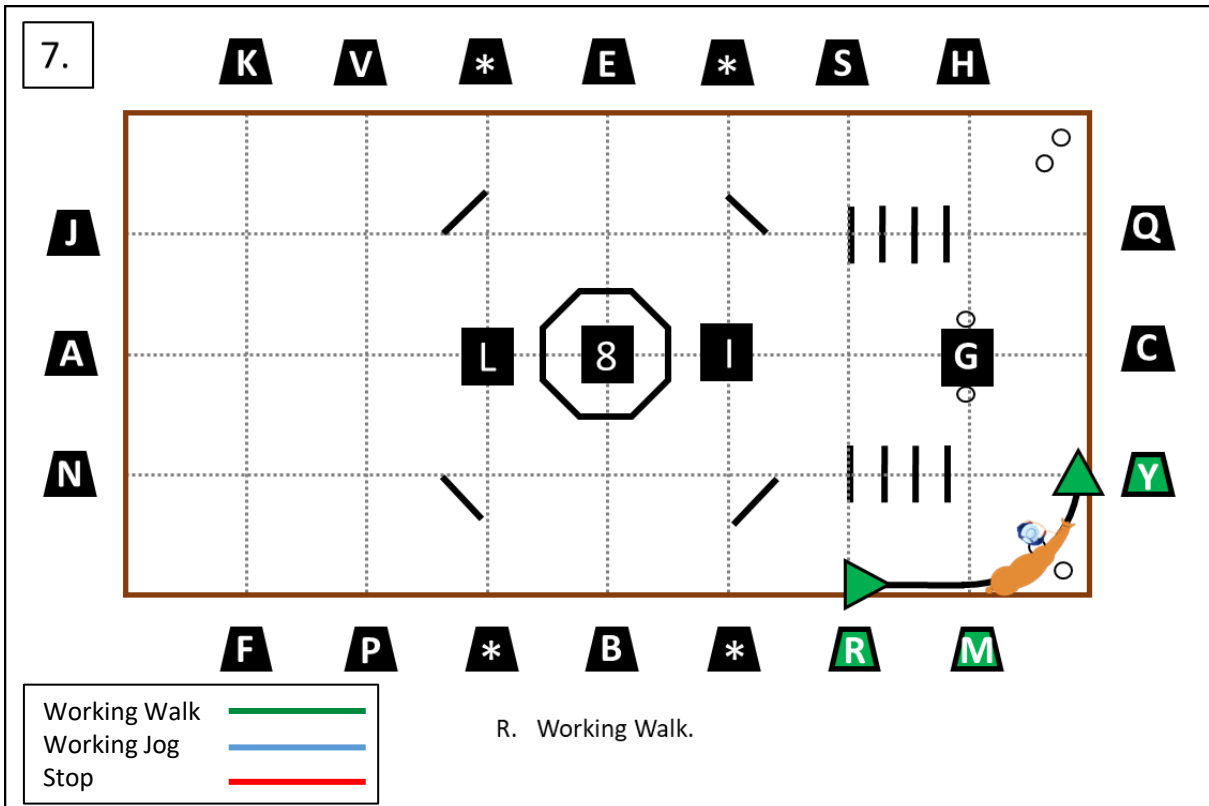 7.
K V * E * S H
J Q
L 8 I G
A C
N Y
F P * B * R M
Working Walk
Working Jog
Stop
R. Working Walk.